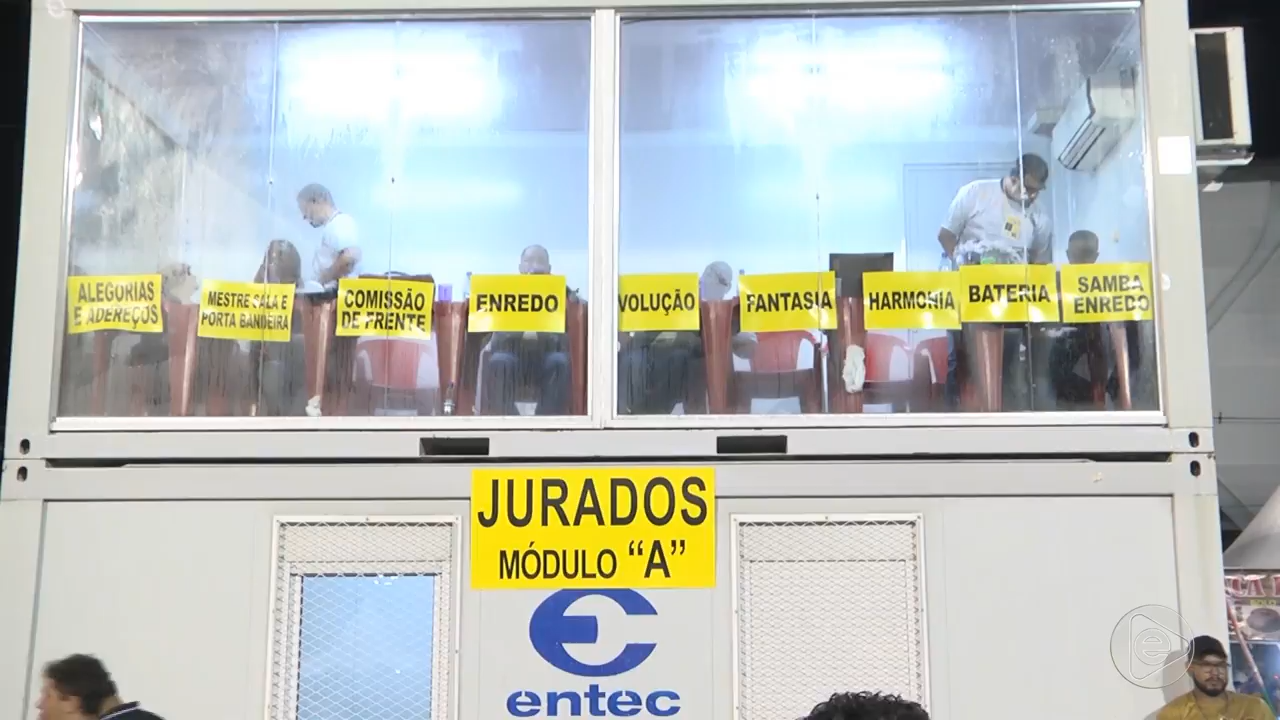 ALEGORIAS
E ADEREÇOS
MESTRE SALA E
PORTA BANDEIRA
COMISSÃO
DE FRENTE
ENREDO
VOLUÇÃO
FANTASIA
HARMONIA
BATERIA
SAMBA
ENREDO
JURADOS
MÓDULO “A”
entec